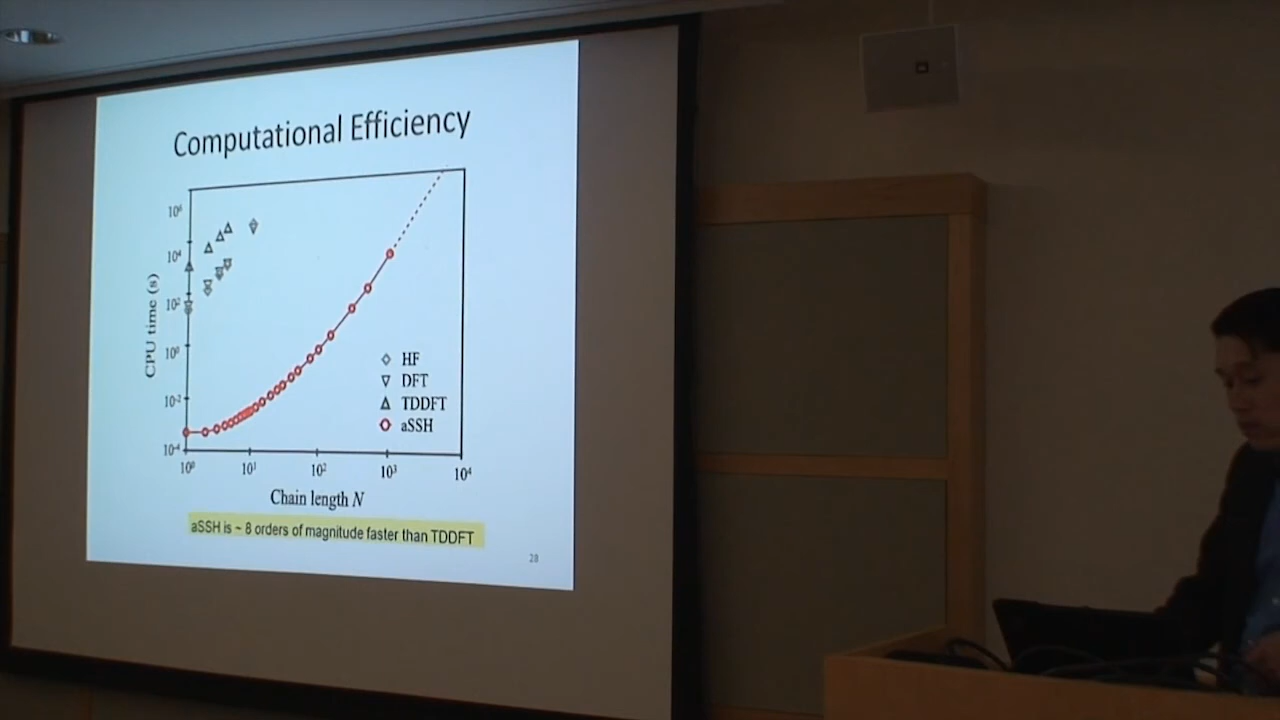 Computational Efficiency
10⁶
10⁴
10²
10⁰
10⁻²
10⁻⁴
CPU time (s)
HF
DFT
TDDFT
aSSH
10⁰ 10¹ 10² 10³ 10⁴
Chain length N
aSSH is ~ 8 orders of magnitude faster than TDDFT